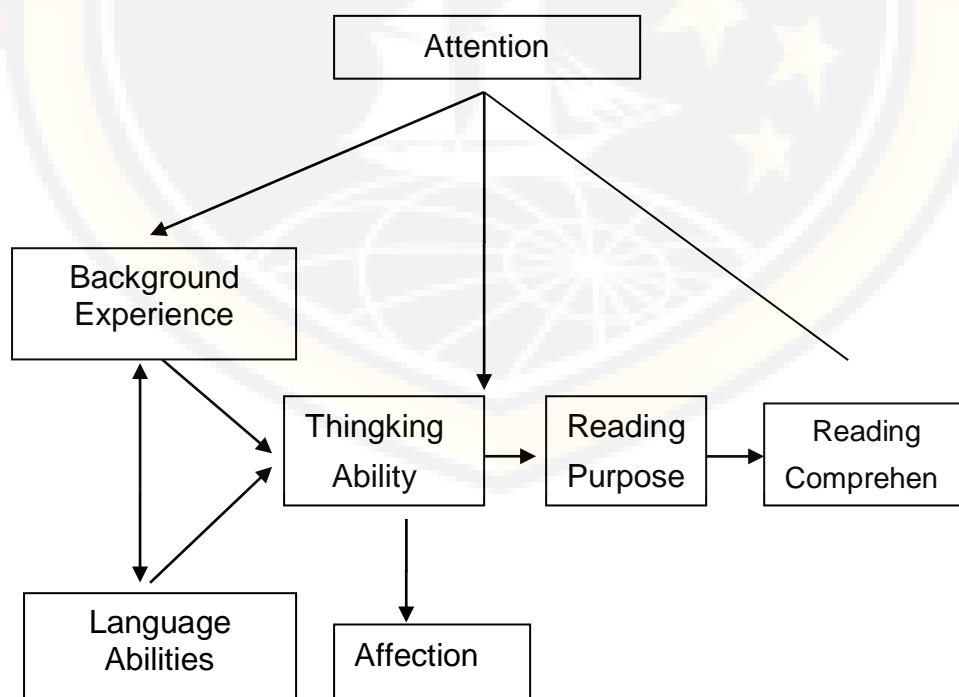 Attention
Background
Experience
Thingking
Ability
Reading
Purpose
Reading
Comprehen
Language
Abilities
Affection